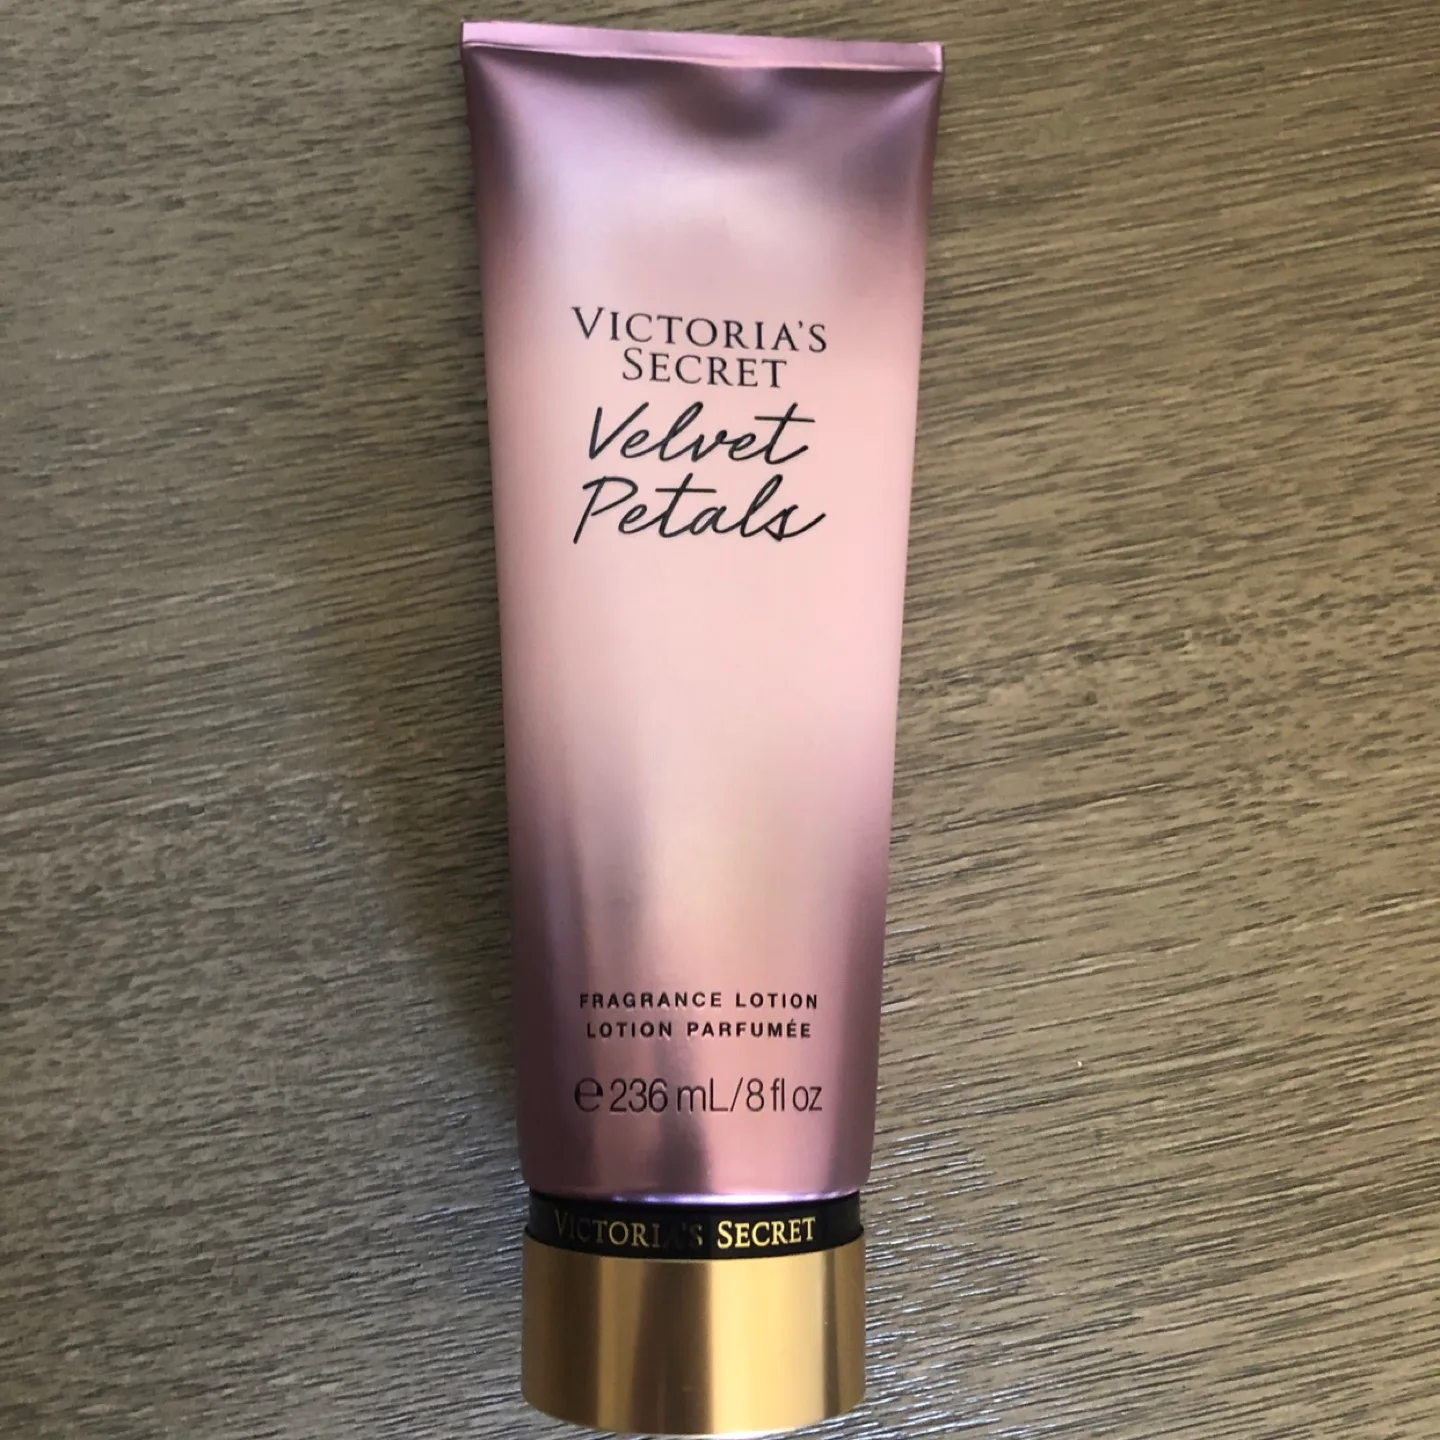 VICTORIA'S
SECRET
Velvet
Petals
FRAGRANCE LOTION
LOTION PARFUMÉE
℮ 236 mL/8 fl oz
VICTORIA'S SECRET